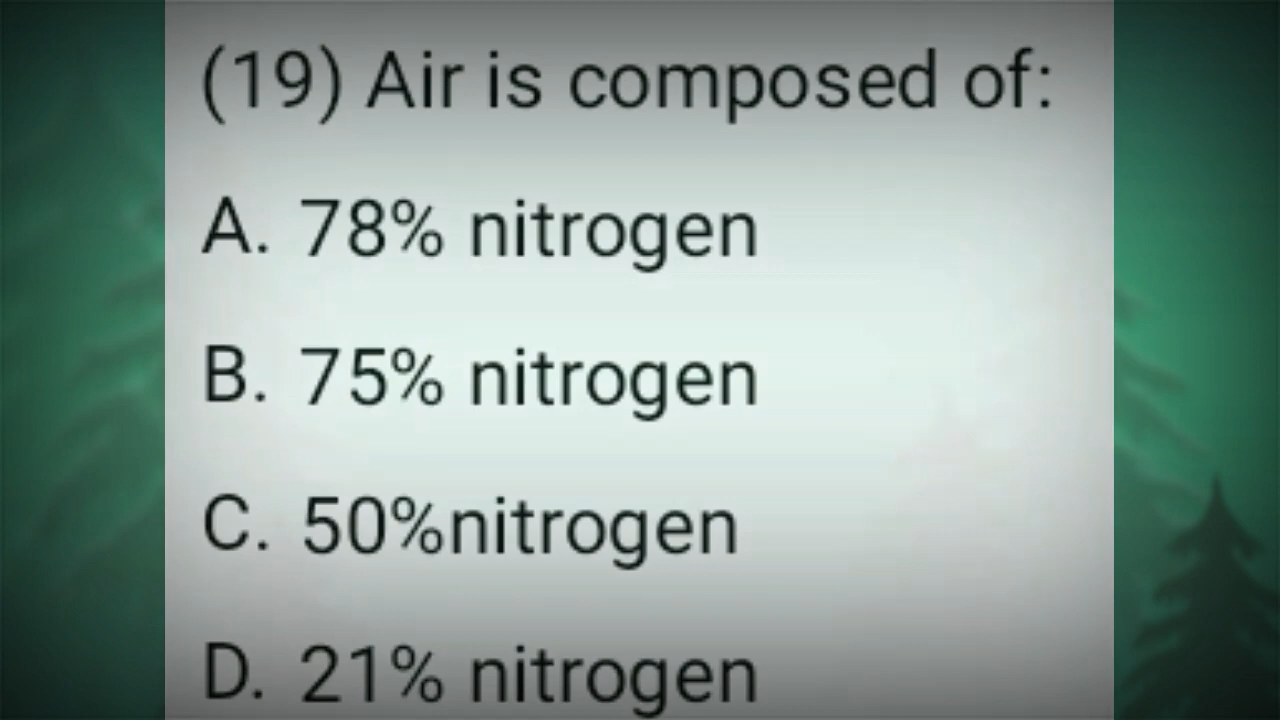 (19) Air is composed of:
A. 78% nitrogen
B. 75% nitrogen
C. 50%nitrogen
D. 21% nitrogen